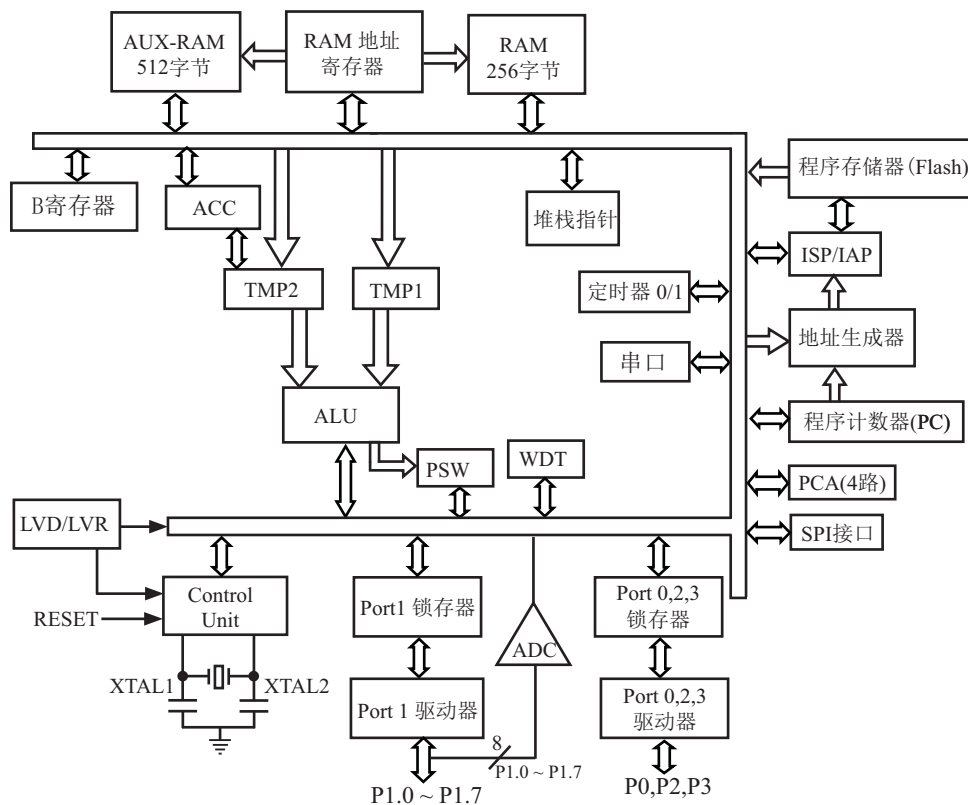 AUX-RAM
512字节
RAM 地址
寄存器
RAM
256字节
B寄存器
ACC
堆栈指针
程序存储器(Flash)
ISP/IAP
TMP2
TMP1
定时器 0/1
地址生成器
串口
ALU
程序计数器(PC)
PSW
WDT
PCA(4路)
LVD/LVR
SPI接口
Control
Unit
RESET
Port1 锁存器
ADC
Port 0,2,3
锁存器
XTAL1
XTAL2
Port 1 驱动器
Port 0,2,3
驱动器
8
P1.0 ~ P1.7
P1.0 ~ P1.7
P0,P2,P3